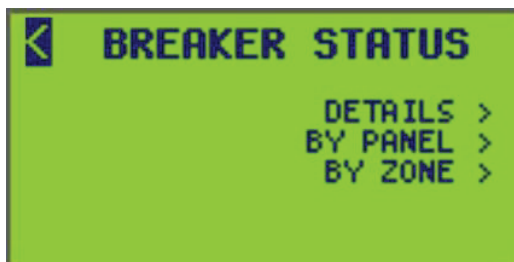 < BREAKER STATUS
DETAILS >
BY PANEL >
BY ZONE >